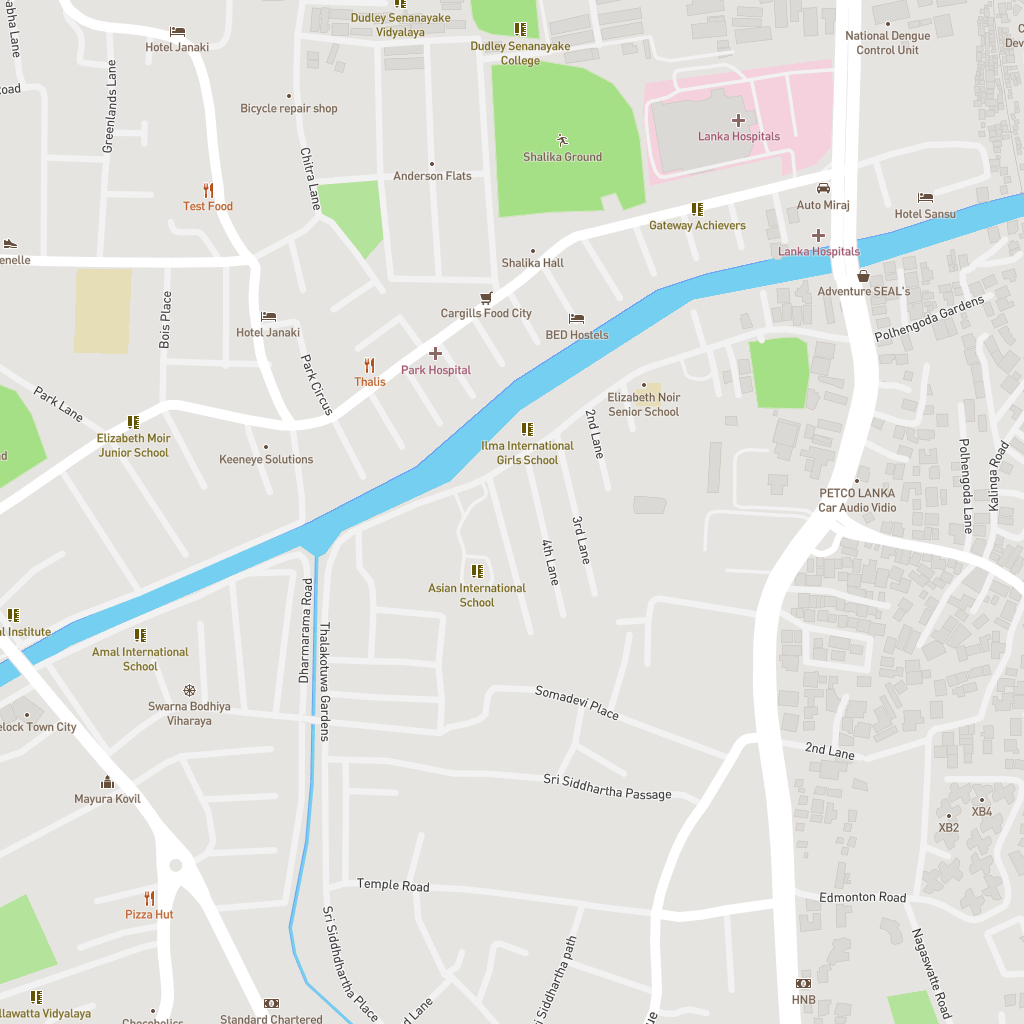 Dudley Senanayake
Vidyalaya
Hotel Janaki
Dudley Senanayake
College
National Dengue
Control Unit
Greenlands Lane
Bicycle repair shop
Lanka Hospitals
Shalika Ground
Chitra Lane
Anderson Flats
Test Food
Auto Miraj
Hotel Sansu
Gateway Achievers
Lanka Hospitals
Shalika Hall
Adventure SEAL's
Bois Place
Cargills Food City
Hotel Janaki
BED Hostels
Polhengoda Gardens
Park Circus
Thalis
Park Hospital
Park Lane
Elizabeth Noir
Senior School
Elizabeth Moir
Junior School
2nd Lane
Keeneye Solutions
Ilma International
Girls School
Polhengoda Lane
Kalinga Road
PETCO LANKA
Car Audio Vidio
3rd Lane
4th Lane
Asian International
School
Dharmarama Road
Thalakotuwa Gardens
Institute
Amal International
School
Swarna Bodhiya
Viharaya
Somadevi Place
Town City
2nd Lane
Mayura Kovil
Sri Siddhartha Passage
XB4
XB2
Temple Road
Edmonton Road
Pizza Hut
Sri Siddhdhartha Place
Siddhartha path
Nagaswatte Road
HNB
Vidyalaya
Standard Chartered
Lane